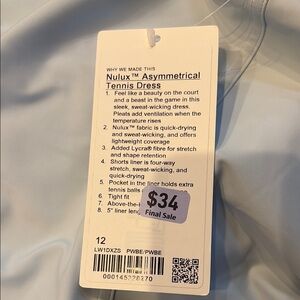 WHY WE MADE THIS
Nulux™ Asymmetrical
Tennis Dress
1. Feel like a beauty on the court
and a beast in the game in this
sleek, sweat-wicking dress.
Pleats add ventilation when the
temperature rises
2. Nulux™ fabric is quick-drying
and sweat-wicking, and offers
lightweight coverage
3. Added Lycra® fibre for stretch
and shape retention
4. Shorts liner is four-way
stretch, sweat-wicking, and
quick-drying
5. Pocket in the liner holds extra
tennis balls
6. Tight fit
7. Above-the-
8. 5" liner
$34
Final Sale
12
LW1DXZS PWBE/PWBE